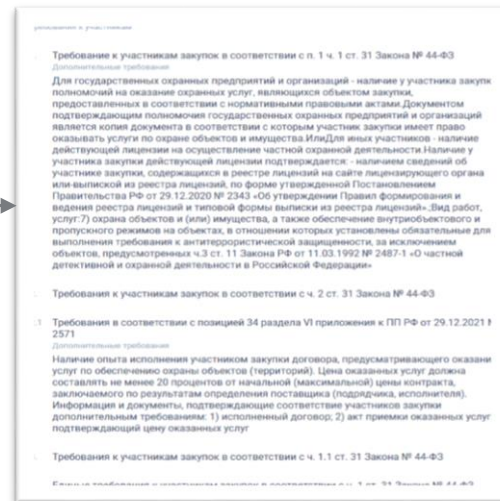 Требование к участникам закупок в соответствии с п. 1 ч. 1 ст. 31 Закона № 44-ФЗ
Дополнительные требования
Для государственных охранных предприятий и организаций - наличие у участника закупк
полномочий на оказание охранных услуг, являющихся объектом закупки,
предоставленных в соответствии с нормативными правовыми актами.Документом
подтверждающим полномочия государственных охранных предприятий и организаций
является копия документа в соответствии с которым участник закупки имеет право
оказывать услуги по охране объектов и имущества ИлиДля иных участников - наличие
действующей лицензии на осуществление частной охранной деятельности.Наличие у
участника закупки действующей лицензии подтверждается: - наличием сведений об
участнике закупки, содержащихся в реестре лицензий на сайте лицензирующего органа
или-выпиской из реестра лицензий, по форме утвержденной Постановлением
Правительства РФ от 29.12.2020 № 2343 «Об утверждении Правил формирования и
ведения реестра лицензий и типовой формы выписки из реестра лицензий»..Вид работ,
услуг:7) охрана объектов и (или) имущества, а также обеспечение внутриобъектового и
пропускного режимов на объектах, в отношении которых установлены обязательные для
выполнения требования к антитеррористической защищенности, за исключением
объектов, предусмотренных ч.3 ст. 11 Закона РФ от 11.03.1992 № 2487-1 «О частной
детективной и охранной деятельности в Российской Федерации»
Требования к участникам закупок в соответствии с ч. 2 ст. 31 Закона № 44-ФЗ
.1 Требования в соответствии с позицией 34 раздела VI приложения к ПП РФ от 29.12.2021
2571
Дополнительные требования
Наличие опыта исполнения участником закупки договора, предусматривающего оказани
услуг по обеспечению охраны объектов (территорий). Цена оказанных услуг должна
составлять не менее 20 процентов от начальной (максимальной) цены контракта,
заключаемого по результатам определения поставщика (подрядчика, исполнителя).
Информация и документы, подтверждающие соответствие участников закупки
дополнительным требованиям: 1) исполненный договор; 2) акт приемки оказанных услуг
подтверждающий цену оказанных услуг
Требования к участникам закупок в соответствии с ч. 1.1 ст. 31 Закона № 44-ФЗ